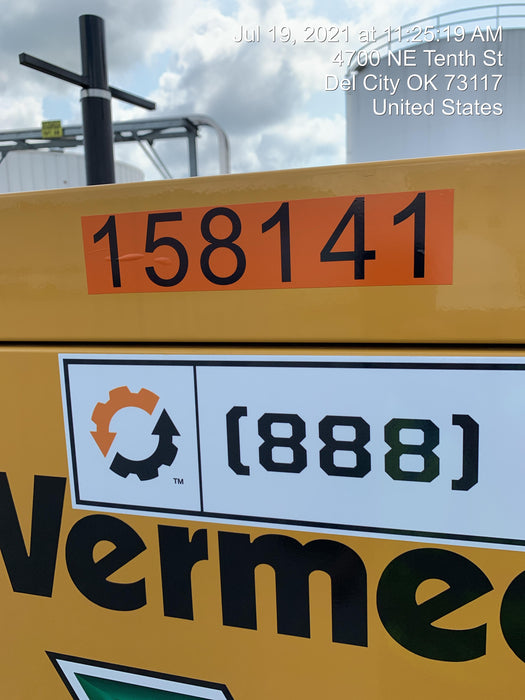 Jul 19, 2021 at 11:25:19 AM
4700 NE Tenth St
Del City OK 73117
United States
158141
(888)
TM
Vermee